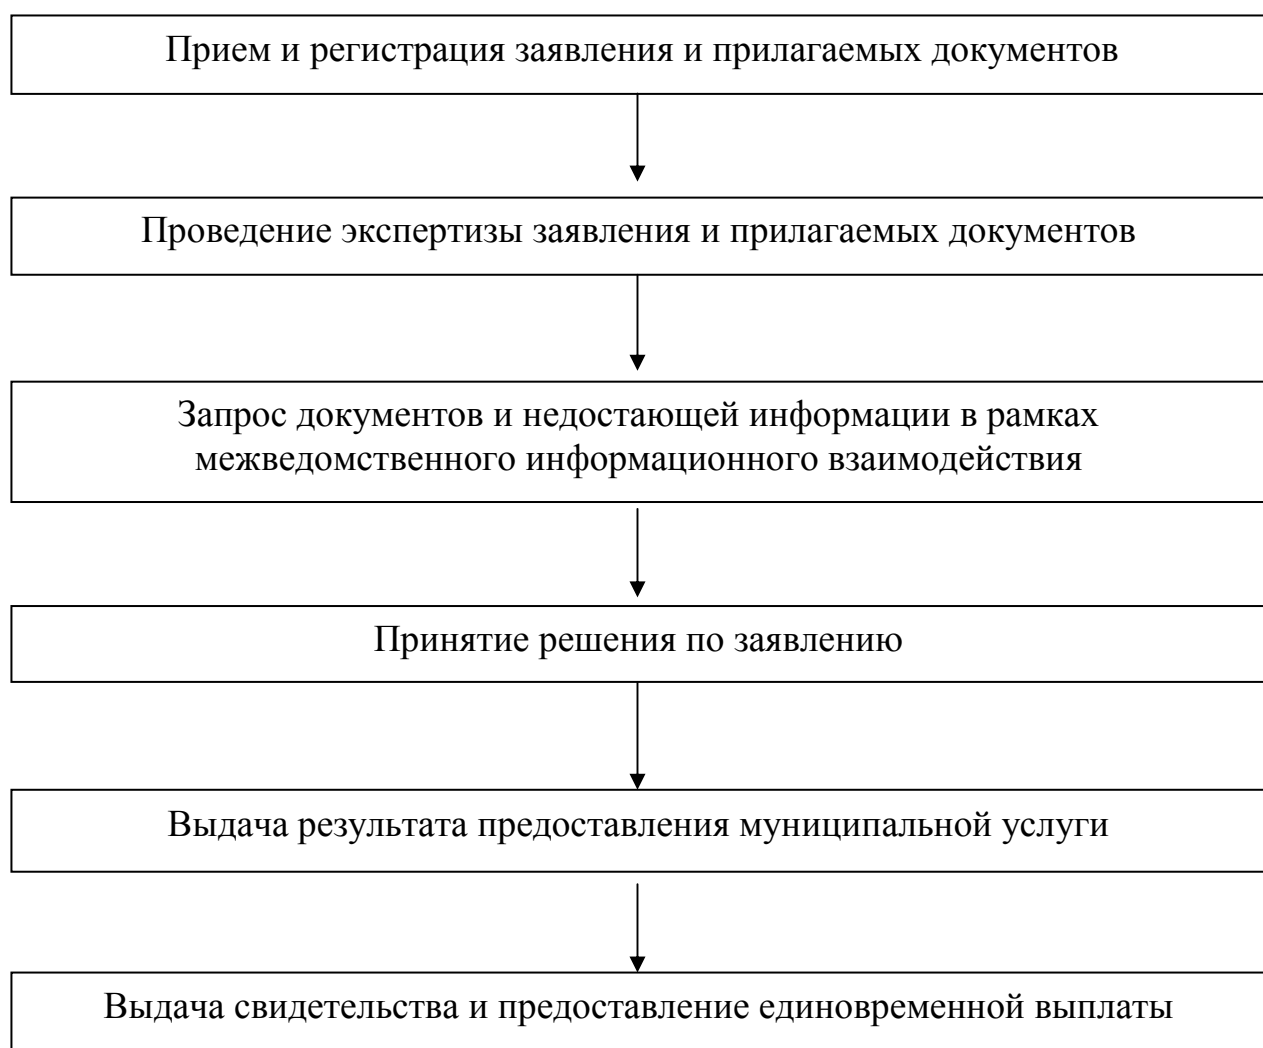 Прием и регистрация заявления и прилагаемых документов
Проведение экспертизы заявления и прилагаемых документов
Запрос документов и недостающей информации в рамках
межведомственного информационного взаимодействия
Принятие решения по заявлению
Выдача результата предоставления муниципальной услуги
Выдача свидетельства и предоставление единовременной выплаты